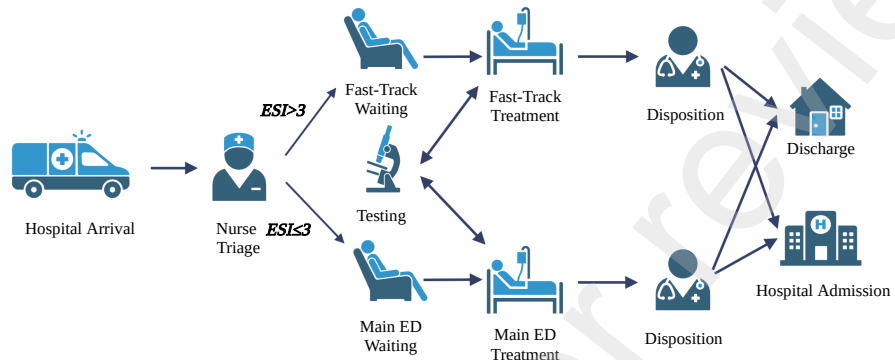 ESI>3
Fast-Track
Waiting
Fast-Track
Treatment
Disposition
Discharge
Hospital Arrival
Nurse
Triage
ESI≤3
Testing
H
Hospital Admission
Main ED
Waiting
Main ED
Treatment
Disposition